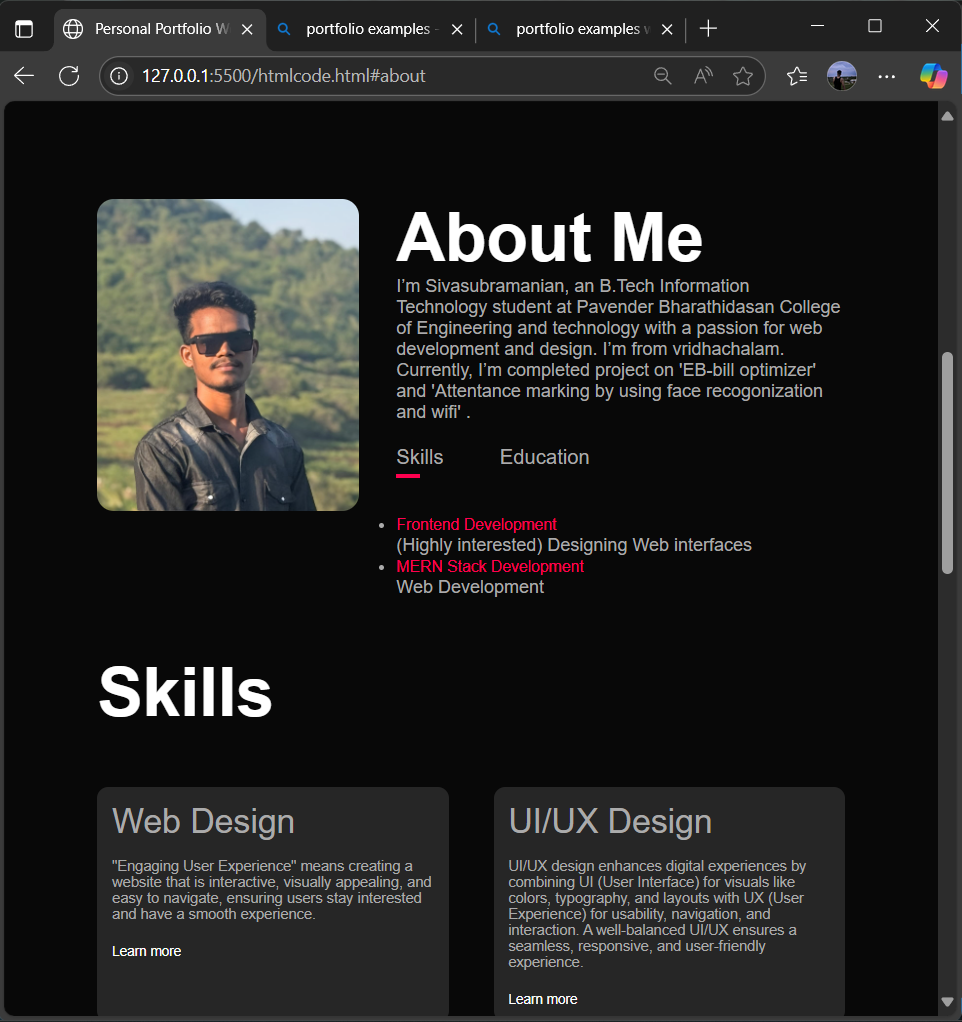 Personal Portfolio W
portfolio examples -
portfolio examples w
127.0.0.1:5500/htmlcode.html#about
About Me
I’m Sivasubramanian, an B.Tech Information
Technology student at Pavender Bharathidasan College
of Engineering and technology with a passion for web
development and design. I’m from vridhachalam.
Currently, I’m completed project on 'EB-bill optimizer'
and 'Attentance marking by using face recogonization
and wifi' .
Skills
Education
Frontend Development
(Highly interested) Designing Web interfaces
MERN Stack Development
Web Development
Skills
Web Design
"Engaging User Experience" means creating a
website that is interactive, visually appealing, and
easy to navigate, ensuring users stay interested
and have a smooth experience.
Learn more
UI/UX Design
UI/UX design enhances digital experiences by
combining UI (User Interface) for visuals like
colors, typography, and layouts with UX (User
Experience) for usability, navigation, and
interaction. A well-balanced UI/UX ensures a
seamless, responsive, and user-friendly
experience.
Learn more